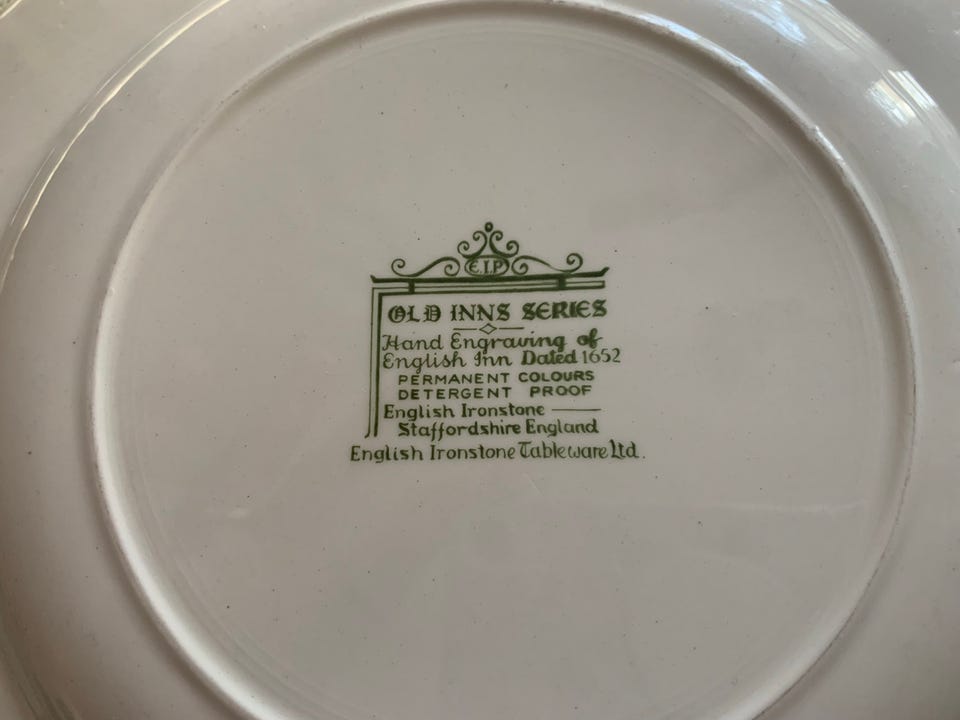 E.I.P
OLD INNS SERIES
Hand Engraving of
English Inn Dated 1652
PERMANENT COLOURS
DETERGENT PROOF
English Ironstone
Staffordshire England
English Ironstone Tableware Ltd.